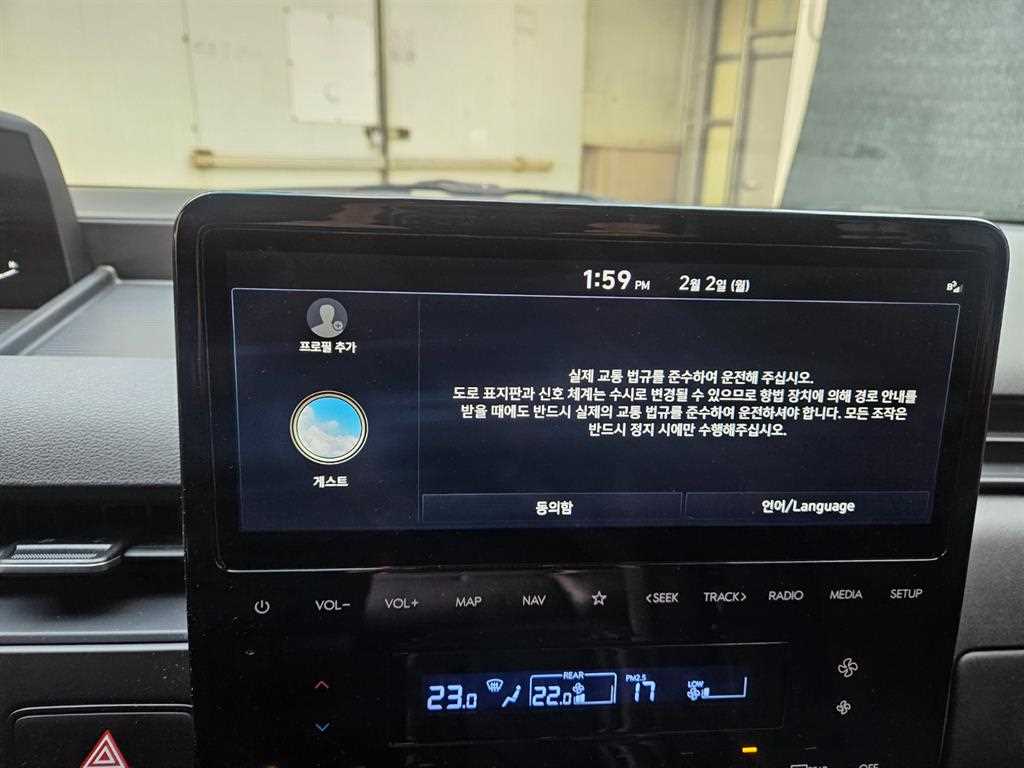 1:59 PM 2월 2일 (월)
프로필 추가
게스트
실제 교통 법규를 준수하여 운전해 주십시오.
도로 표지판과 신호 체계는 수시로 변경될 수 있으므로 항법 장치에 의해 경로 안내를
받을 때에도 반드시 실제의 교통 법규를 준수하여 운전하셔야 합니다. 모든 조작은
반드시 정지 시에만 수행해주십시오.
동의함 언어/Language
VOL- VOL+ MAP NAV <SEEK TRACK> RADIO MEDIA SETUP
REAR PM2.5 LOW
23.0 22.0 17
OFF